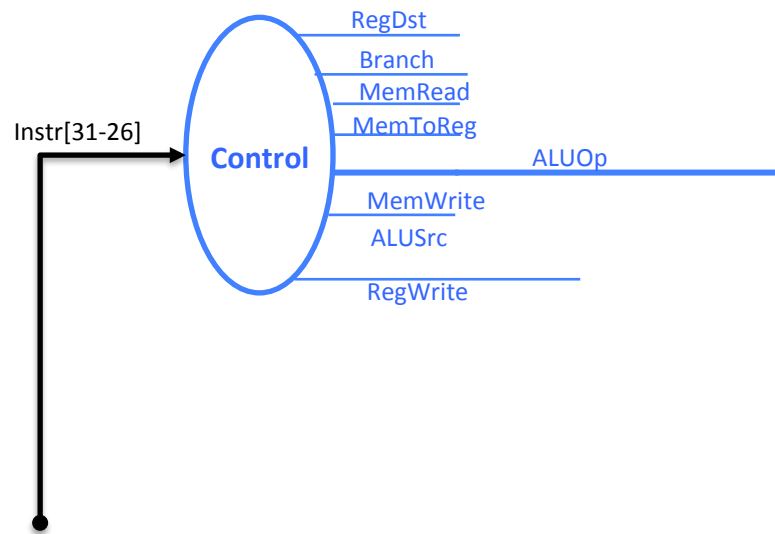 RegDst
Branch
MemRead
Instr[31-26]
MemToReg
Control
ALUOp
MemWrite
ALUSrc
RegWrite